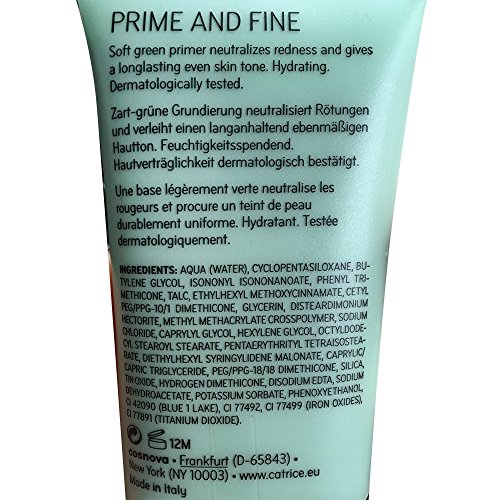 PRIME AND FINE
Soft green primer neutralizes redness and gives
a longlasting even skin tone. Hydrating.
Dermatologically tested.
Zart-grüne Grundierung neutralisiert Rötungen
und verleiht einen langanhaltend ebenmäßigen
Hautton. Feuchtigkeitsspendend.
Hautverträglichkeit dermatologisch bestätigt.
Une base légèrement verte neutralise les
rougeurs et procure un teint de peau
durablement uniforme. Hydratant. Testée
dermatologiquement.
INGREDIENTS: AQUA (WATER), CYCLOPENTASILOXANE, BU-
TYLENE GLYCOL, ISONONYL ISONONANOATE, PHENYL TRI-
METHICONE, TALC, ETHYLHEXYL METHOXYCINNAMATE, CETYL
PEG/PPG-10/1 DIMETHICONE, GLYCERIN, DISTEARDIMONIUM
HECTORITE, METHYL METHACRYLATE CROSSPOLYMER, SODIUM
CHLORIDE, CAPRYLYL GLYCOL, HEXYLENE GLYCOL, OCTYLDODE-
CYL STEAROYL STEARATE, PENTAERYTHRITYL TETRAISOSTEA-
RATE, DIETHYLHEXYL SYRINGYLIDENE MALONATE, CAPRYLIC/
CAPRIC TRIGLYCERIDE, PEG/PPG-18/18 DIMETHICONE, SILICA,
TIN OXIDE, HYDROGEN DIMETHICONE, DISODIUM EDTA, SODIUM
DEHYDROACETATE, POTASSIUM SORBATE, PHENOXYETHANOL,
CI 42090 (BLUE 1 LAKE), CI 77492, CI 77499 (IRON OXIDES),
CI 77891 (TITANIUM DIOXIDE).
12M
cosnova • Frankfurt (D-65843) •
New York (NY 10003) • www.catrice.eu
Made in Italy